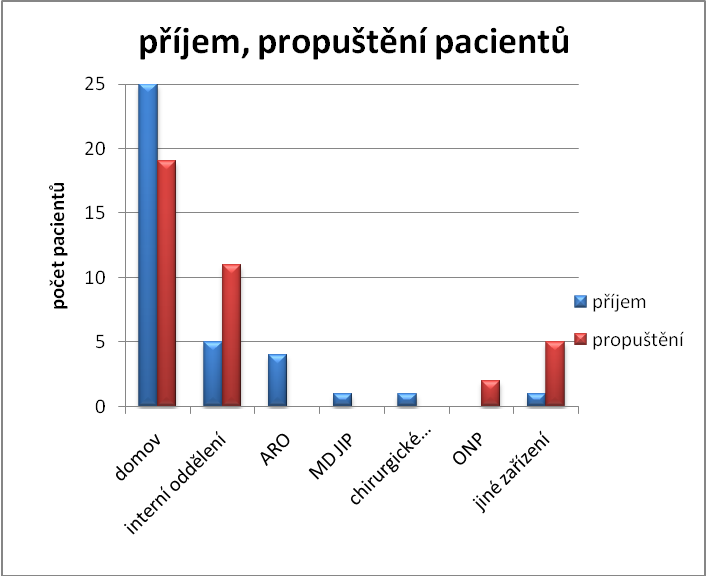 příjem, propuštění pacientů
počet pacientů
25
20
15
10
5
0
domov
interní oddělení
ARO
MD JIP
chirurgické...
ONP
jiné zařízení
příjem
propuštění